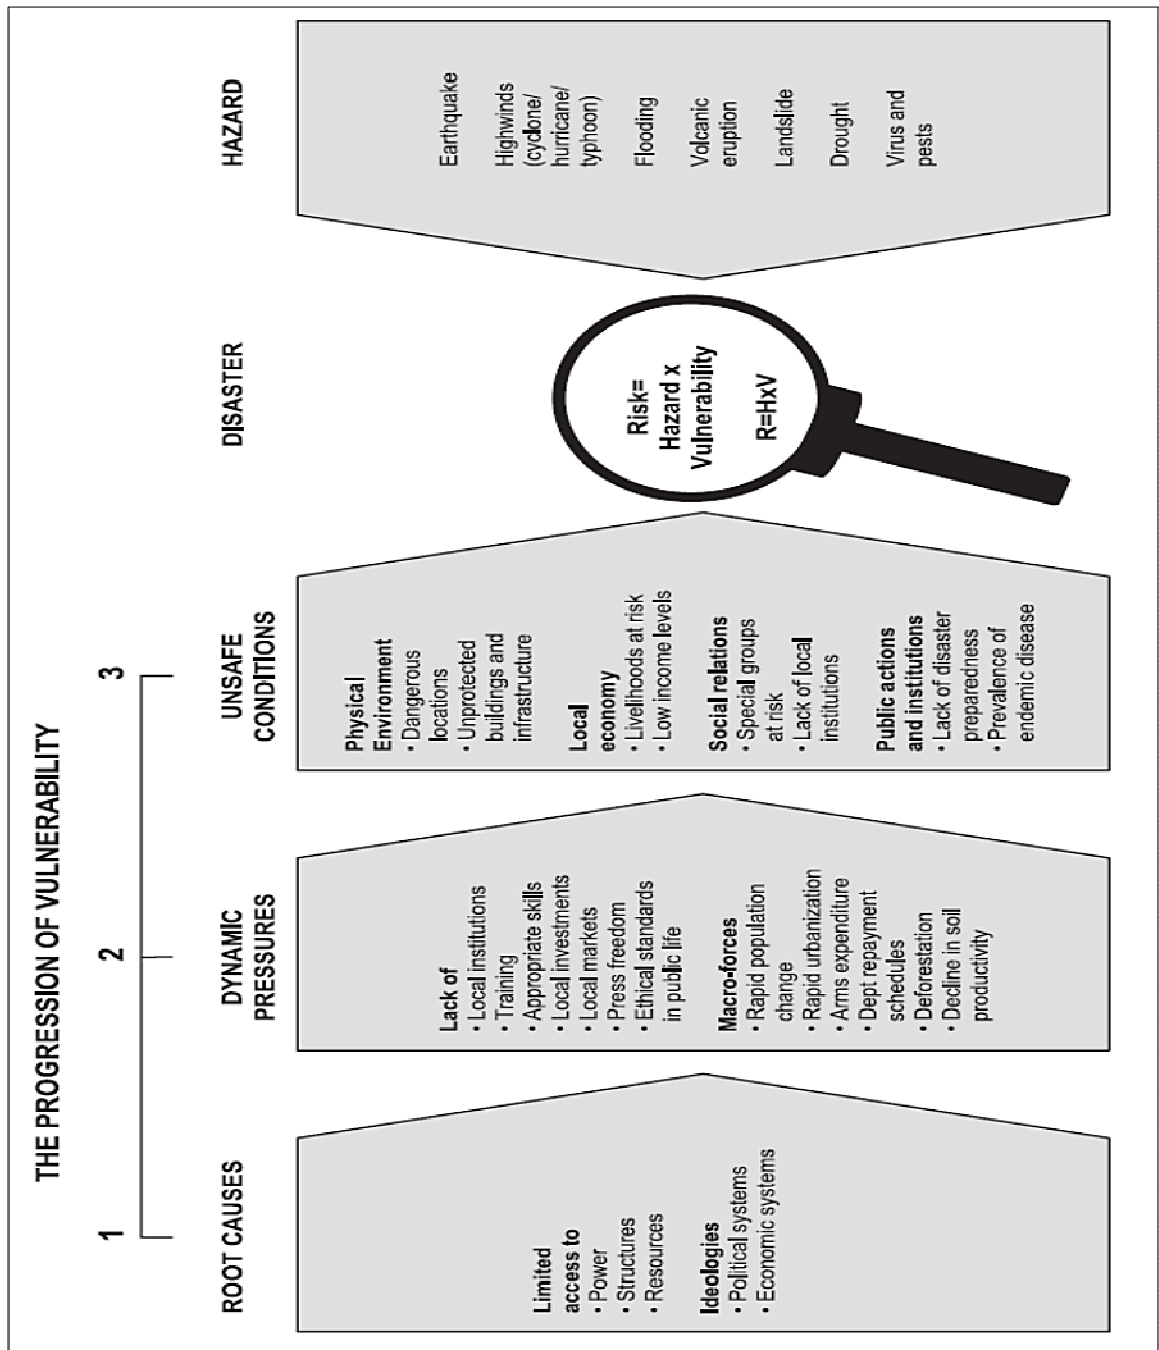 THE PROGRESSION OF VULNERABILITY
1
2
3
ROOT CAUSES
Limited
access to
• Power
• Structures
• Resources
Ideologies
• Political systems
• Economic systems
DYNAMIC
PRESSURES
Lack of
• Local institutions
• Training
• Appropriate skills
• Local investments
• Local markets
• Press freedom
• Ethical standards
in public life
Macro-forces
• Rapid population
change
• Rapid urbanization
• Arms expenditure
• Dept repayment
schedules
• Deforestation
• Decline in soil
productivity
UNSAFE
CONDITIONS
Physical
Environment
• Dangerous
locations
• Unprotected
buildings and
infrastructure
Local
economy
• Livelihoods at risk
• Low income levels
Social relations
• Special groups
at risk
• Lack of local
institutions
Public actions
and institutions
• Lack of disaster
preparedness
• Prevalence of
endemic disease
DISASTER
Risk=
Hazard x
Vulnerability
R=HxV
HAZARD
Earthquake
Highwinds
(cyclone/
hurricane/
typhoon)
Flooding
Volcanic
eruption
Landslide
Drought
Virus and
pests